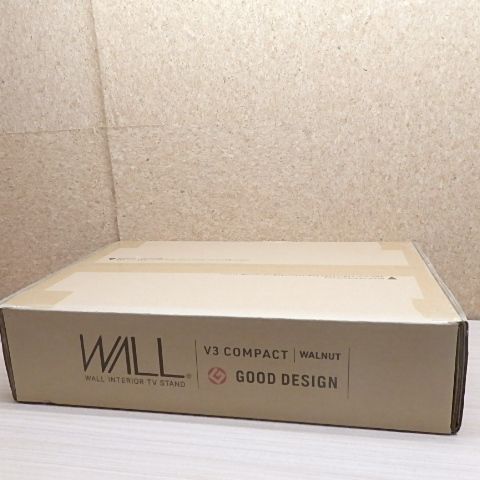 WALL®
WALL INTERIOR TV STAND
V3 COMPACT | WALNUT
GOOD DESIGN